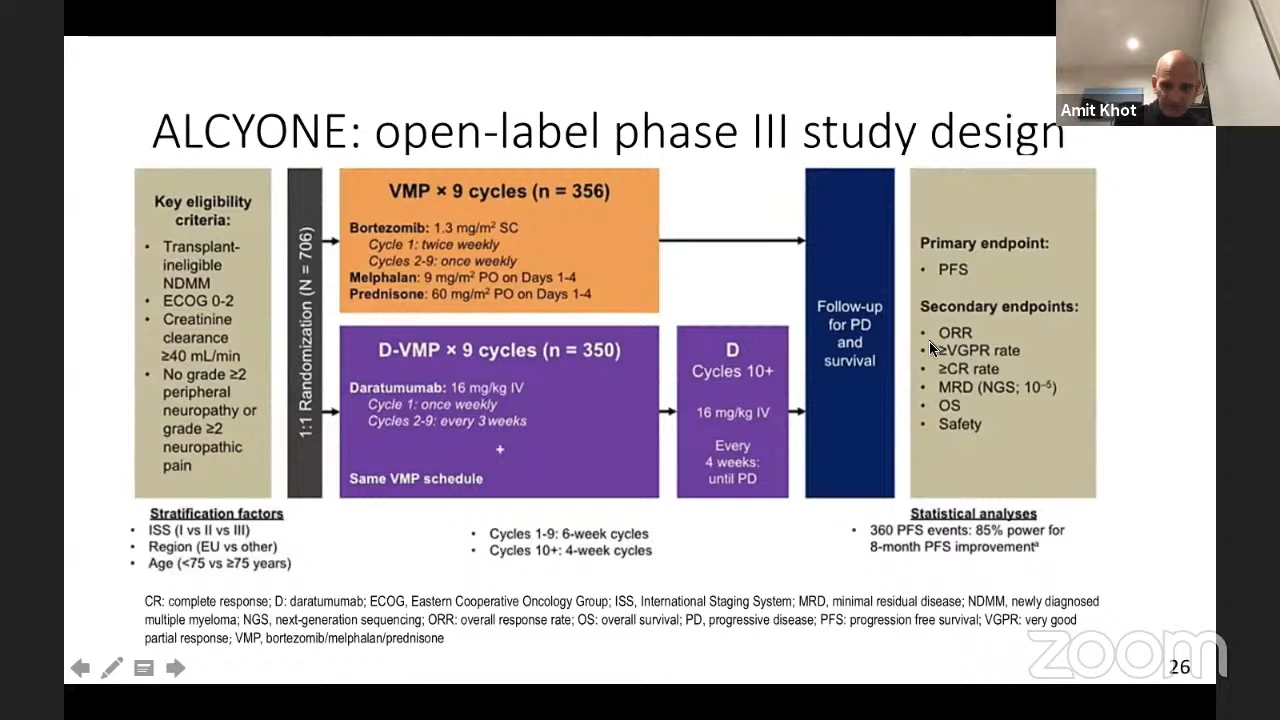 Amit Khot
ALCYONE: open-label phase III study design
Key eligibility
criteria:
• Transplant-
ineligible
NDMM
• ECOG 0-2
• Creatinine
clearance
≥40 mL/min
• No grade ≥2
peripheral
neuropathy or
grade ≥2
neuropathic
pain
1:1 Randomization (N = 706)
VMP × 9 cycles (n = 356)
Bortezomib: 1.3 mg/m² SC
Cycle 1: twice weekly
Cycles 2-9: once weekly
Melphalan: 9 mg/m² PO on Days 1-4
Prednisone: 60 mg/m² PO on Days 1-4
D-VMP × 9 cycles (n = 350)
Daratumumab: 16 mg/kg IV
Cycle 1: once weekly
Cycles 2-9: every 3 weeks
+
Same VMP schedule
D
Cycles 10+
16 mg/kg IV
Every
4 weeks:
until PD
Follow-up
for PD
and
survival
Primary endpoint:
• PFS
Secondary endpoints:
• ORR
• ≥VGPR rate
• ≥CR rate
• MRD (NGS; 10⁻⁵)
• OS
• Safety
Stratification factors
• ISS (I vs II vs III)
• Region (EU vs other)
• Age (<75 vs ≥75 years)
• Cycles 1-9: 6-week cycles
• Cycles 10+: 4-week cycles
Statistical analyses
• 360 PFS events: 85% power for
8-month PFS improvementᵃ
CR: complete response; D: daratumumab; ECOG, Eastern Cooperative Oncology Group; ISS, International Staging System; MRD, minimal residual disease; NDMM, newly diagnosed
multiple myeloma; NGS, next-generation sequencing; ORR: overall response rate; OS: overall survival; PD, progressive disease; PFS: progression free survival; VGPR: very good
partial response; VMP, bortezomib/melphalan/prednisone
zoom
26